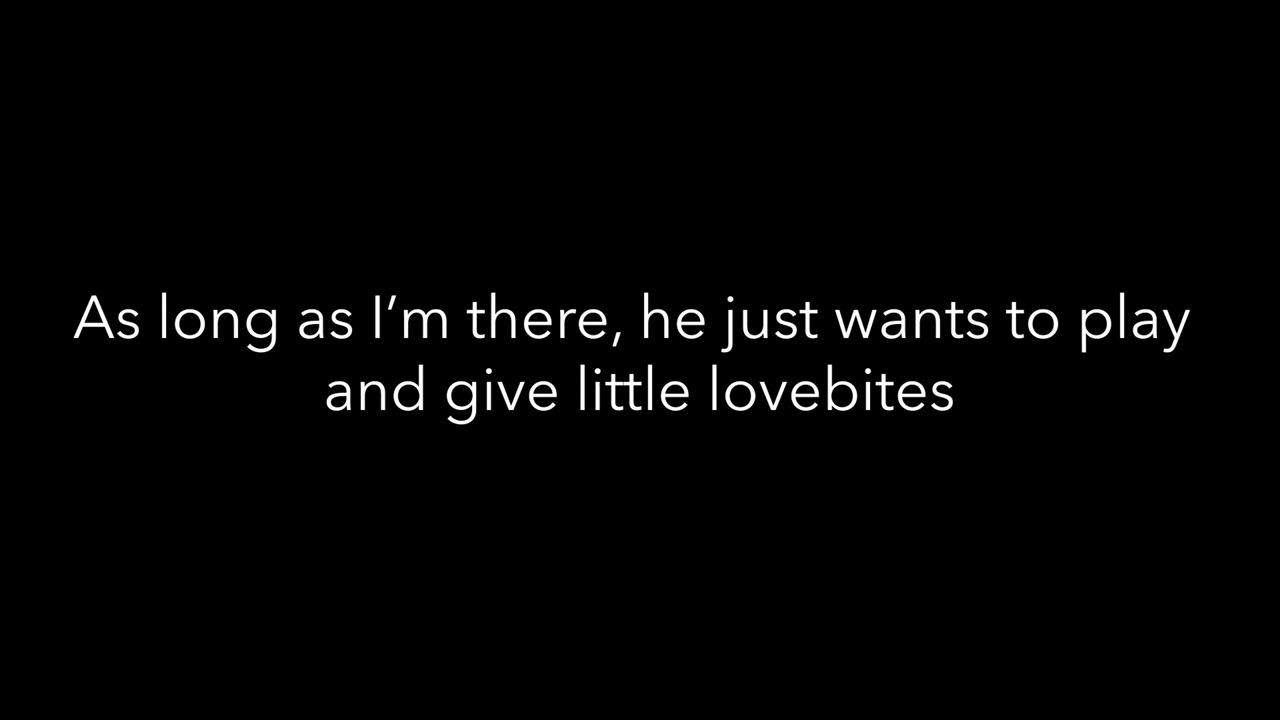 As long as I’m there, he just wants to play
and give little lovebites